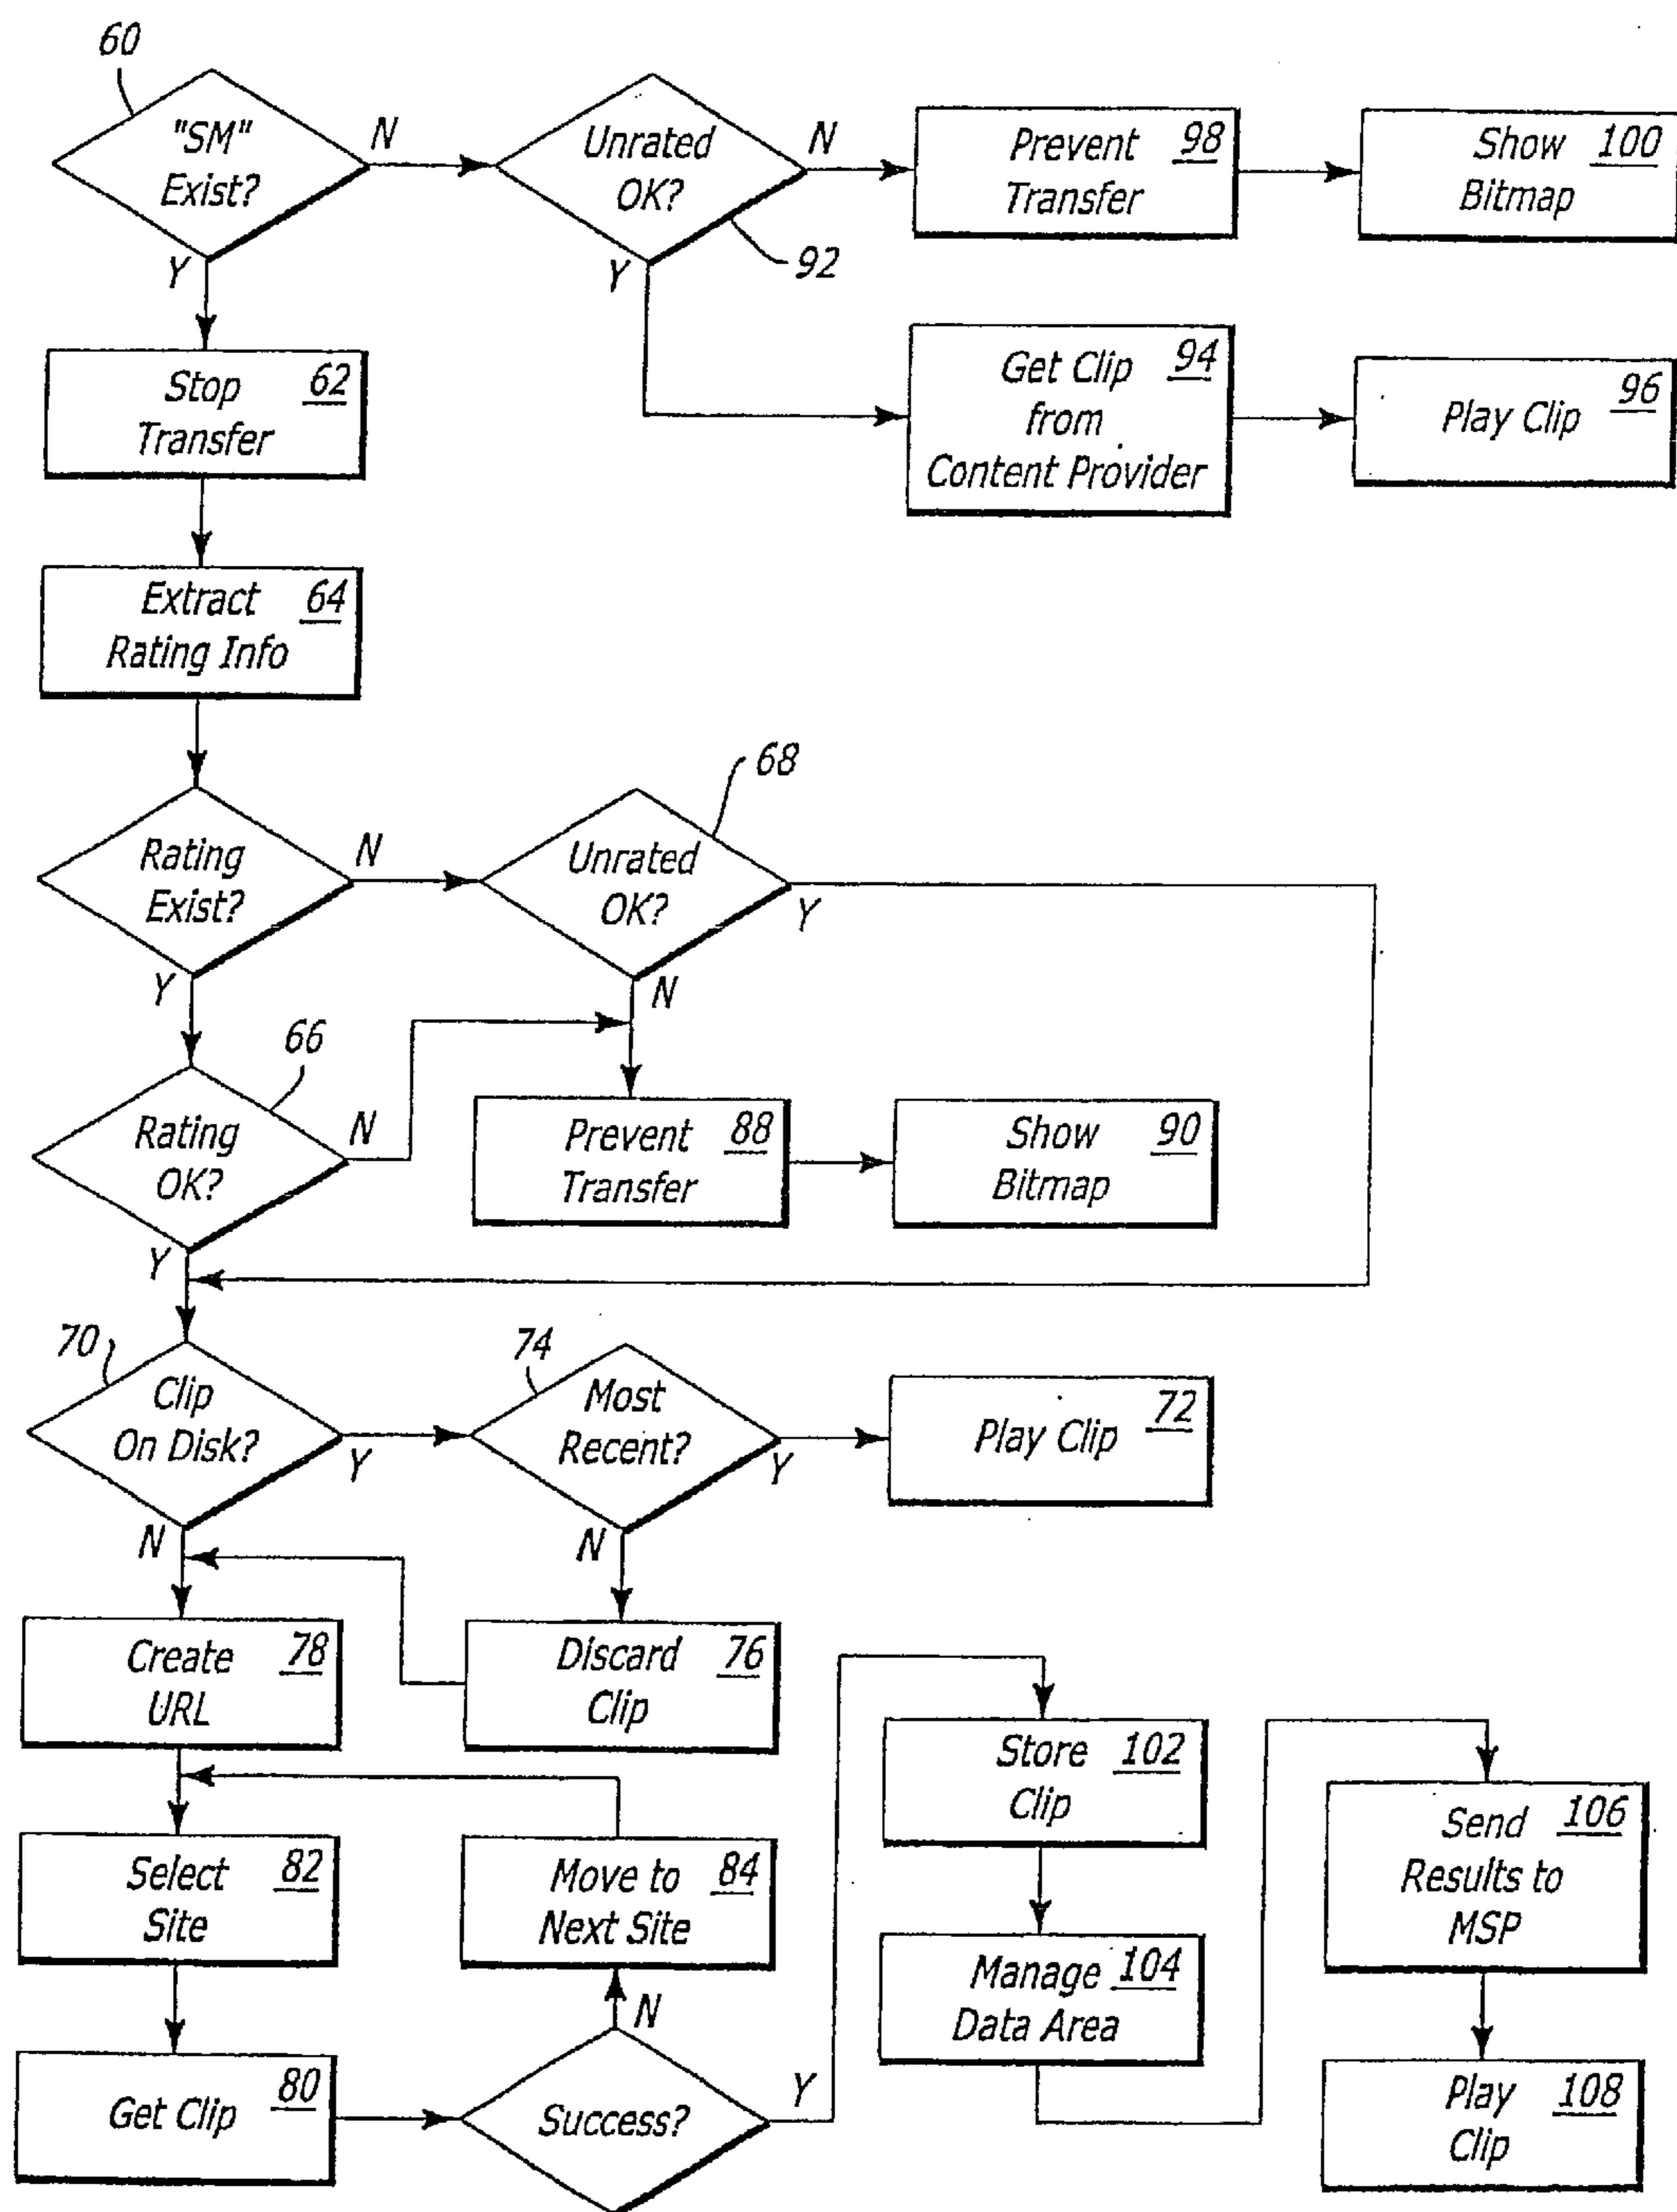 60
"SM"
Exist?
N
Y
Unrated
OK?
N
Y
92
Prevent 98
Transfer
Show 100
Bitmap
Stop 62
Transfer
Get Clip 94
from
Content Provider
Play Clip 96
Extract 64
Rating Info
Rating
Exist?
N
Y
68
Unrated
OK?
Y
N
66
Rating
OK?
N
Y
Prevent 88
Transfer
Show 90
Bitmap
70
Clip
On Disk?
Y
N
74
Most
Recent?
Y
N
Play Clip 72
Create 78
URL
Discard 76
Clip
Select 82
Site
Move to 84
Next Site
Store 102
Clip
Send 106
Results to
MSP
Manage 104
Data Area
Get Clip 80
N
Success?
Y
Play 108
Clip